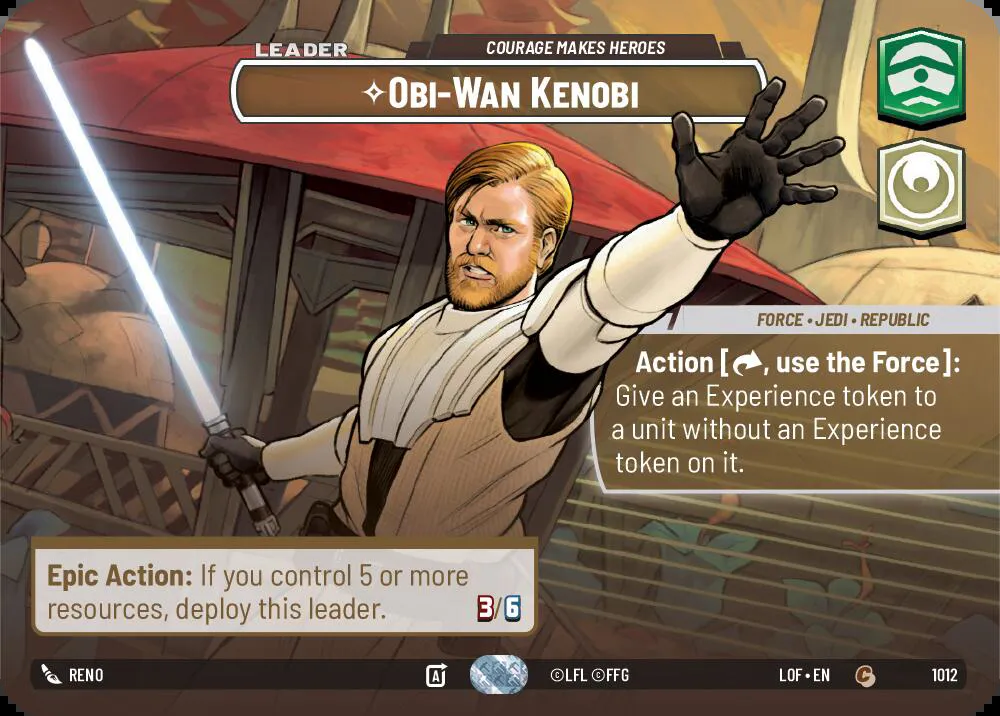 LEADER
COURAGE MAKES HEROES
✧OBI-WAN KENOBI
FORCE • JEDI • REPUBLIC
Action [↷, use the Force]:
Give an Experience token to
a unit without an Experience
token on it.
Epic Action: If you control 5 or more
resources, deploy this leader.
3/6
RENO
A
©LFL ©FFG
LOF • EN
C
1012